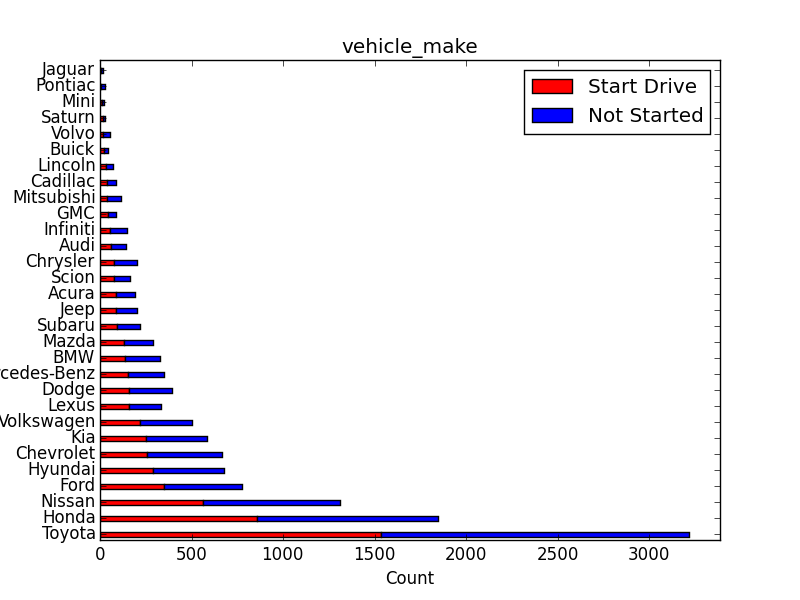 vehicle_make
Start Drive
Not Started
Jaguar
Pontiac
Mini
Saturn
Volvo
Buick
Lincoln
Cadillac
Mitsubishi
GMC
Infiniti
Audi
Chrysler
Scion
Acura
Jeep
Subaru
Mazda
BMW
rcedes-Benz
Dodge
Lexus
Volkswagen
Kia
Chevrolet
Hyundai
Ford
Nissan
Honda
Toyota
0 500 1000 1500 2000 2500 3000
Count